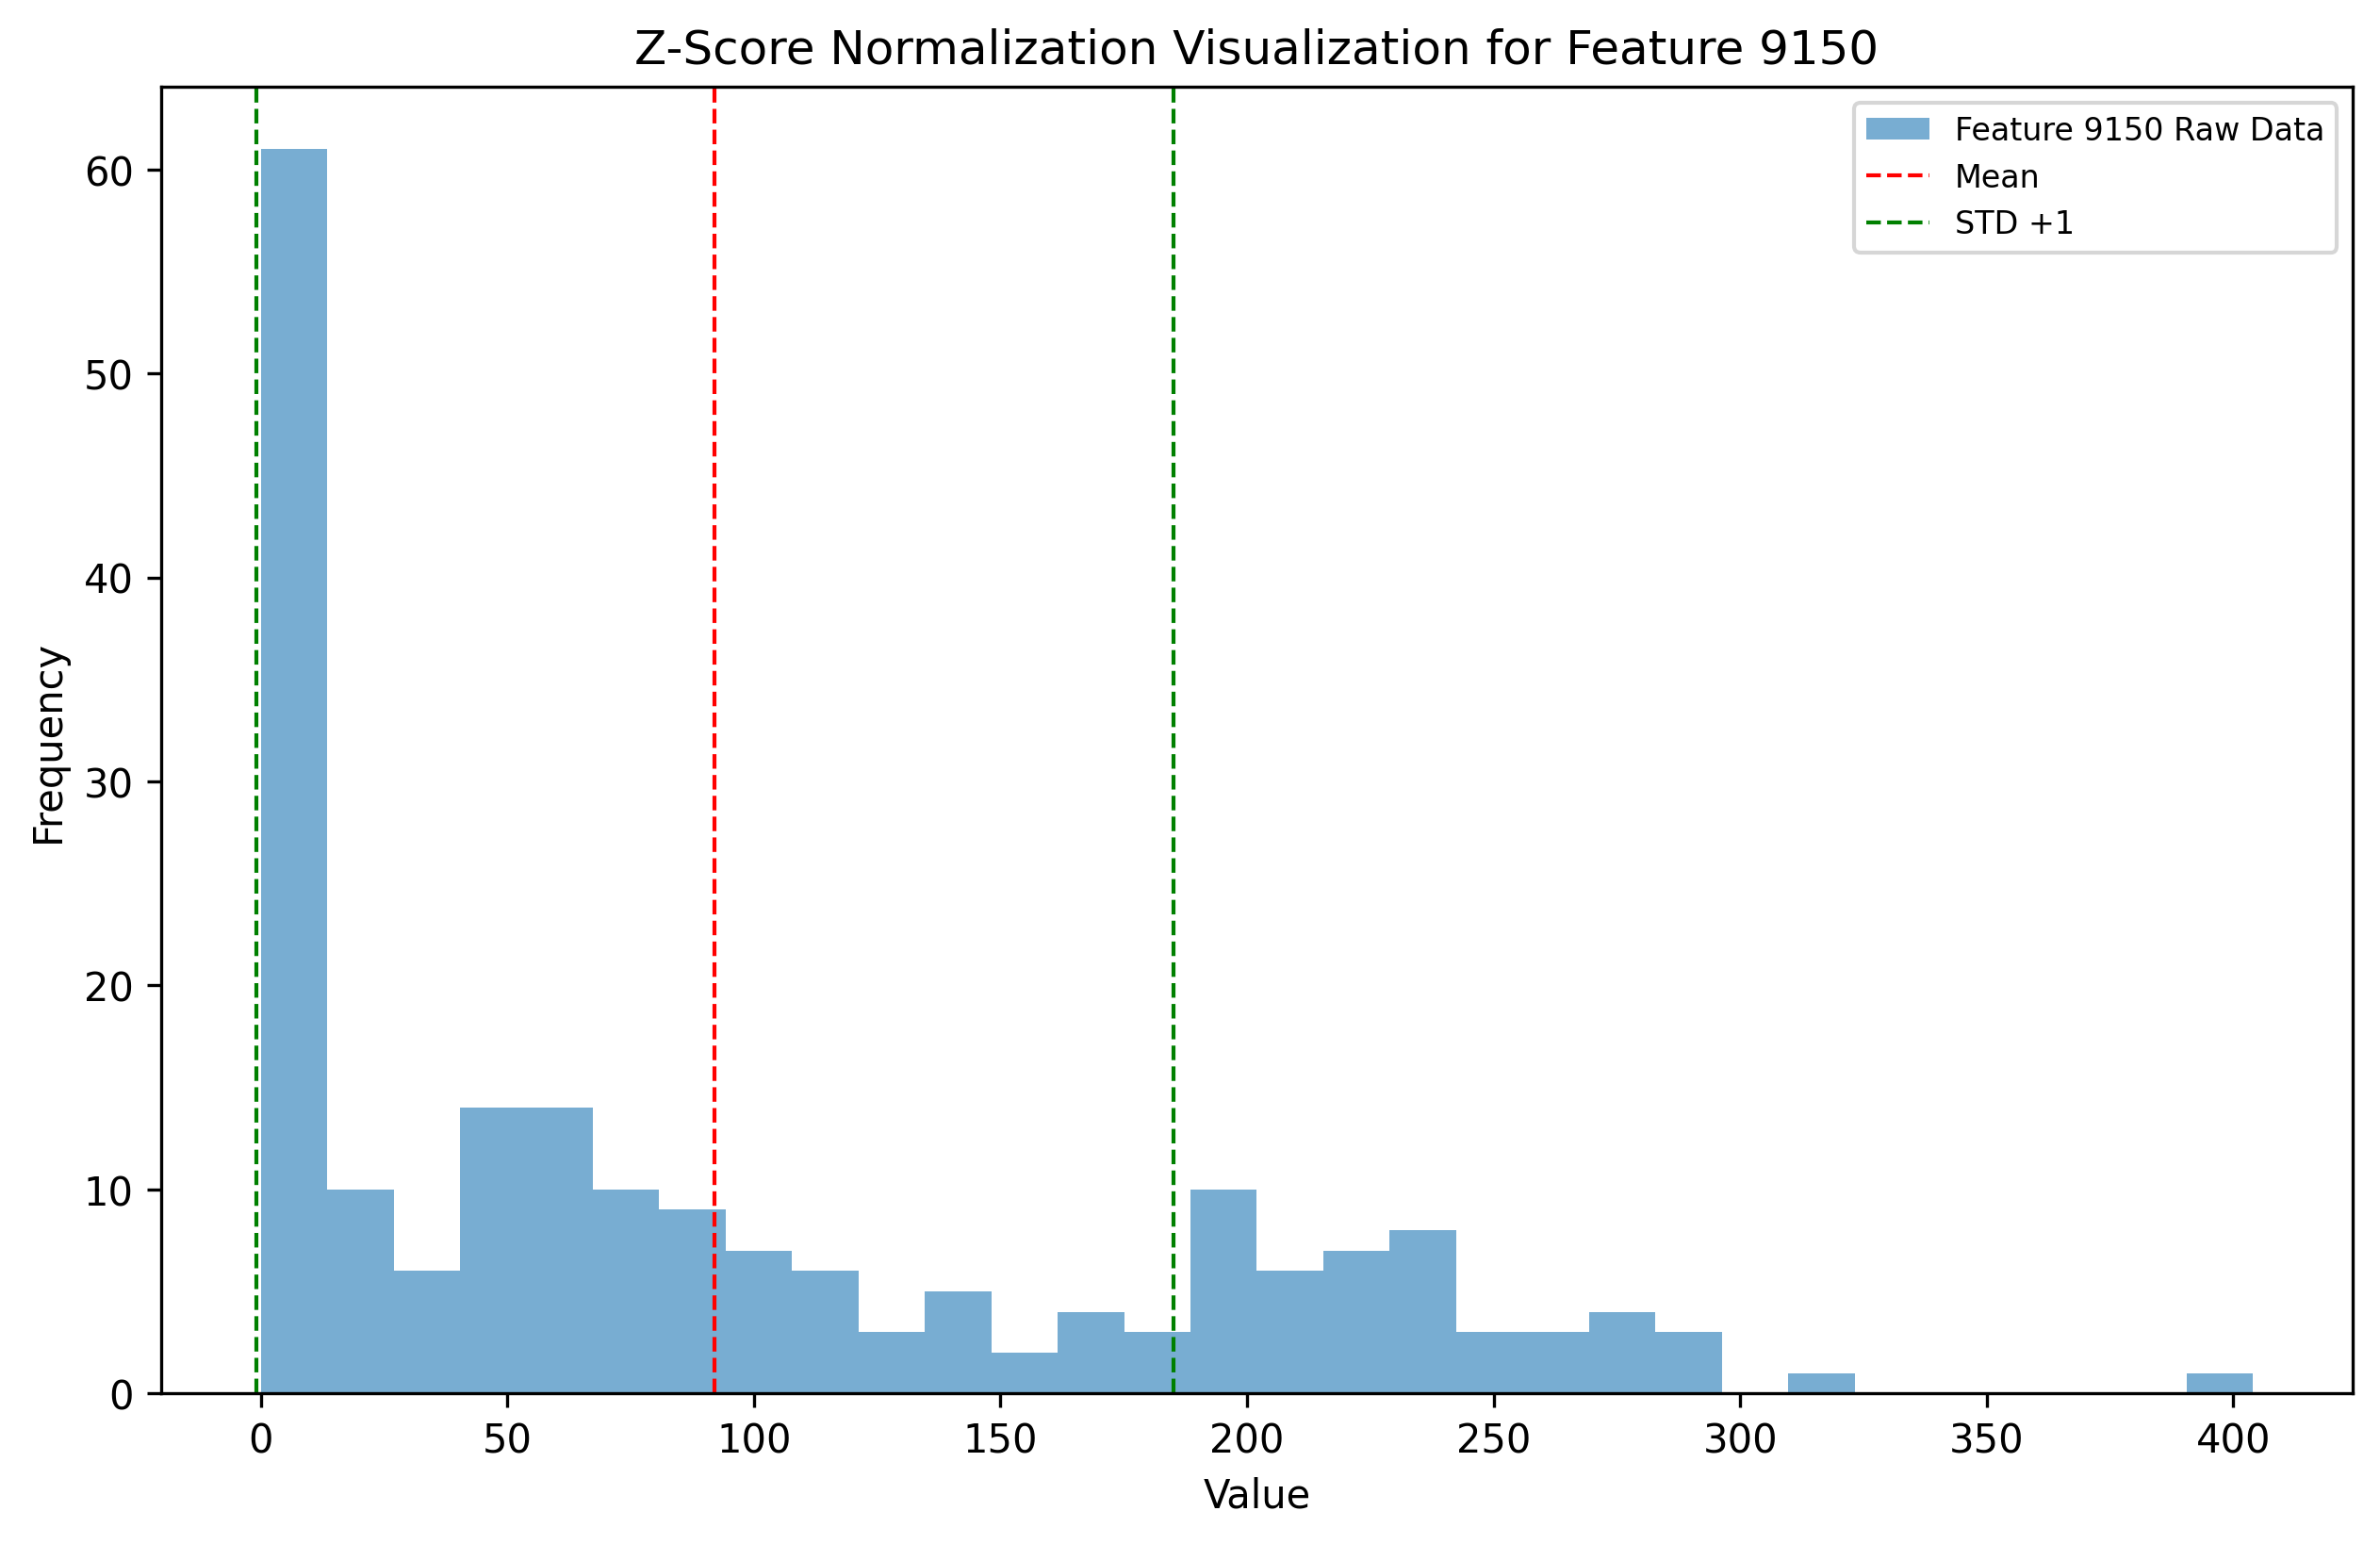 Z-Score Normalization Visualization for Feature 9150
Feature 9150 Raw Data
Mean
STD +1
Frequency
60
50
40
30
20
10
0
0 50 100 150 200 250 300 350 400
Value